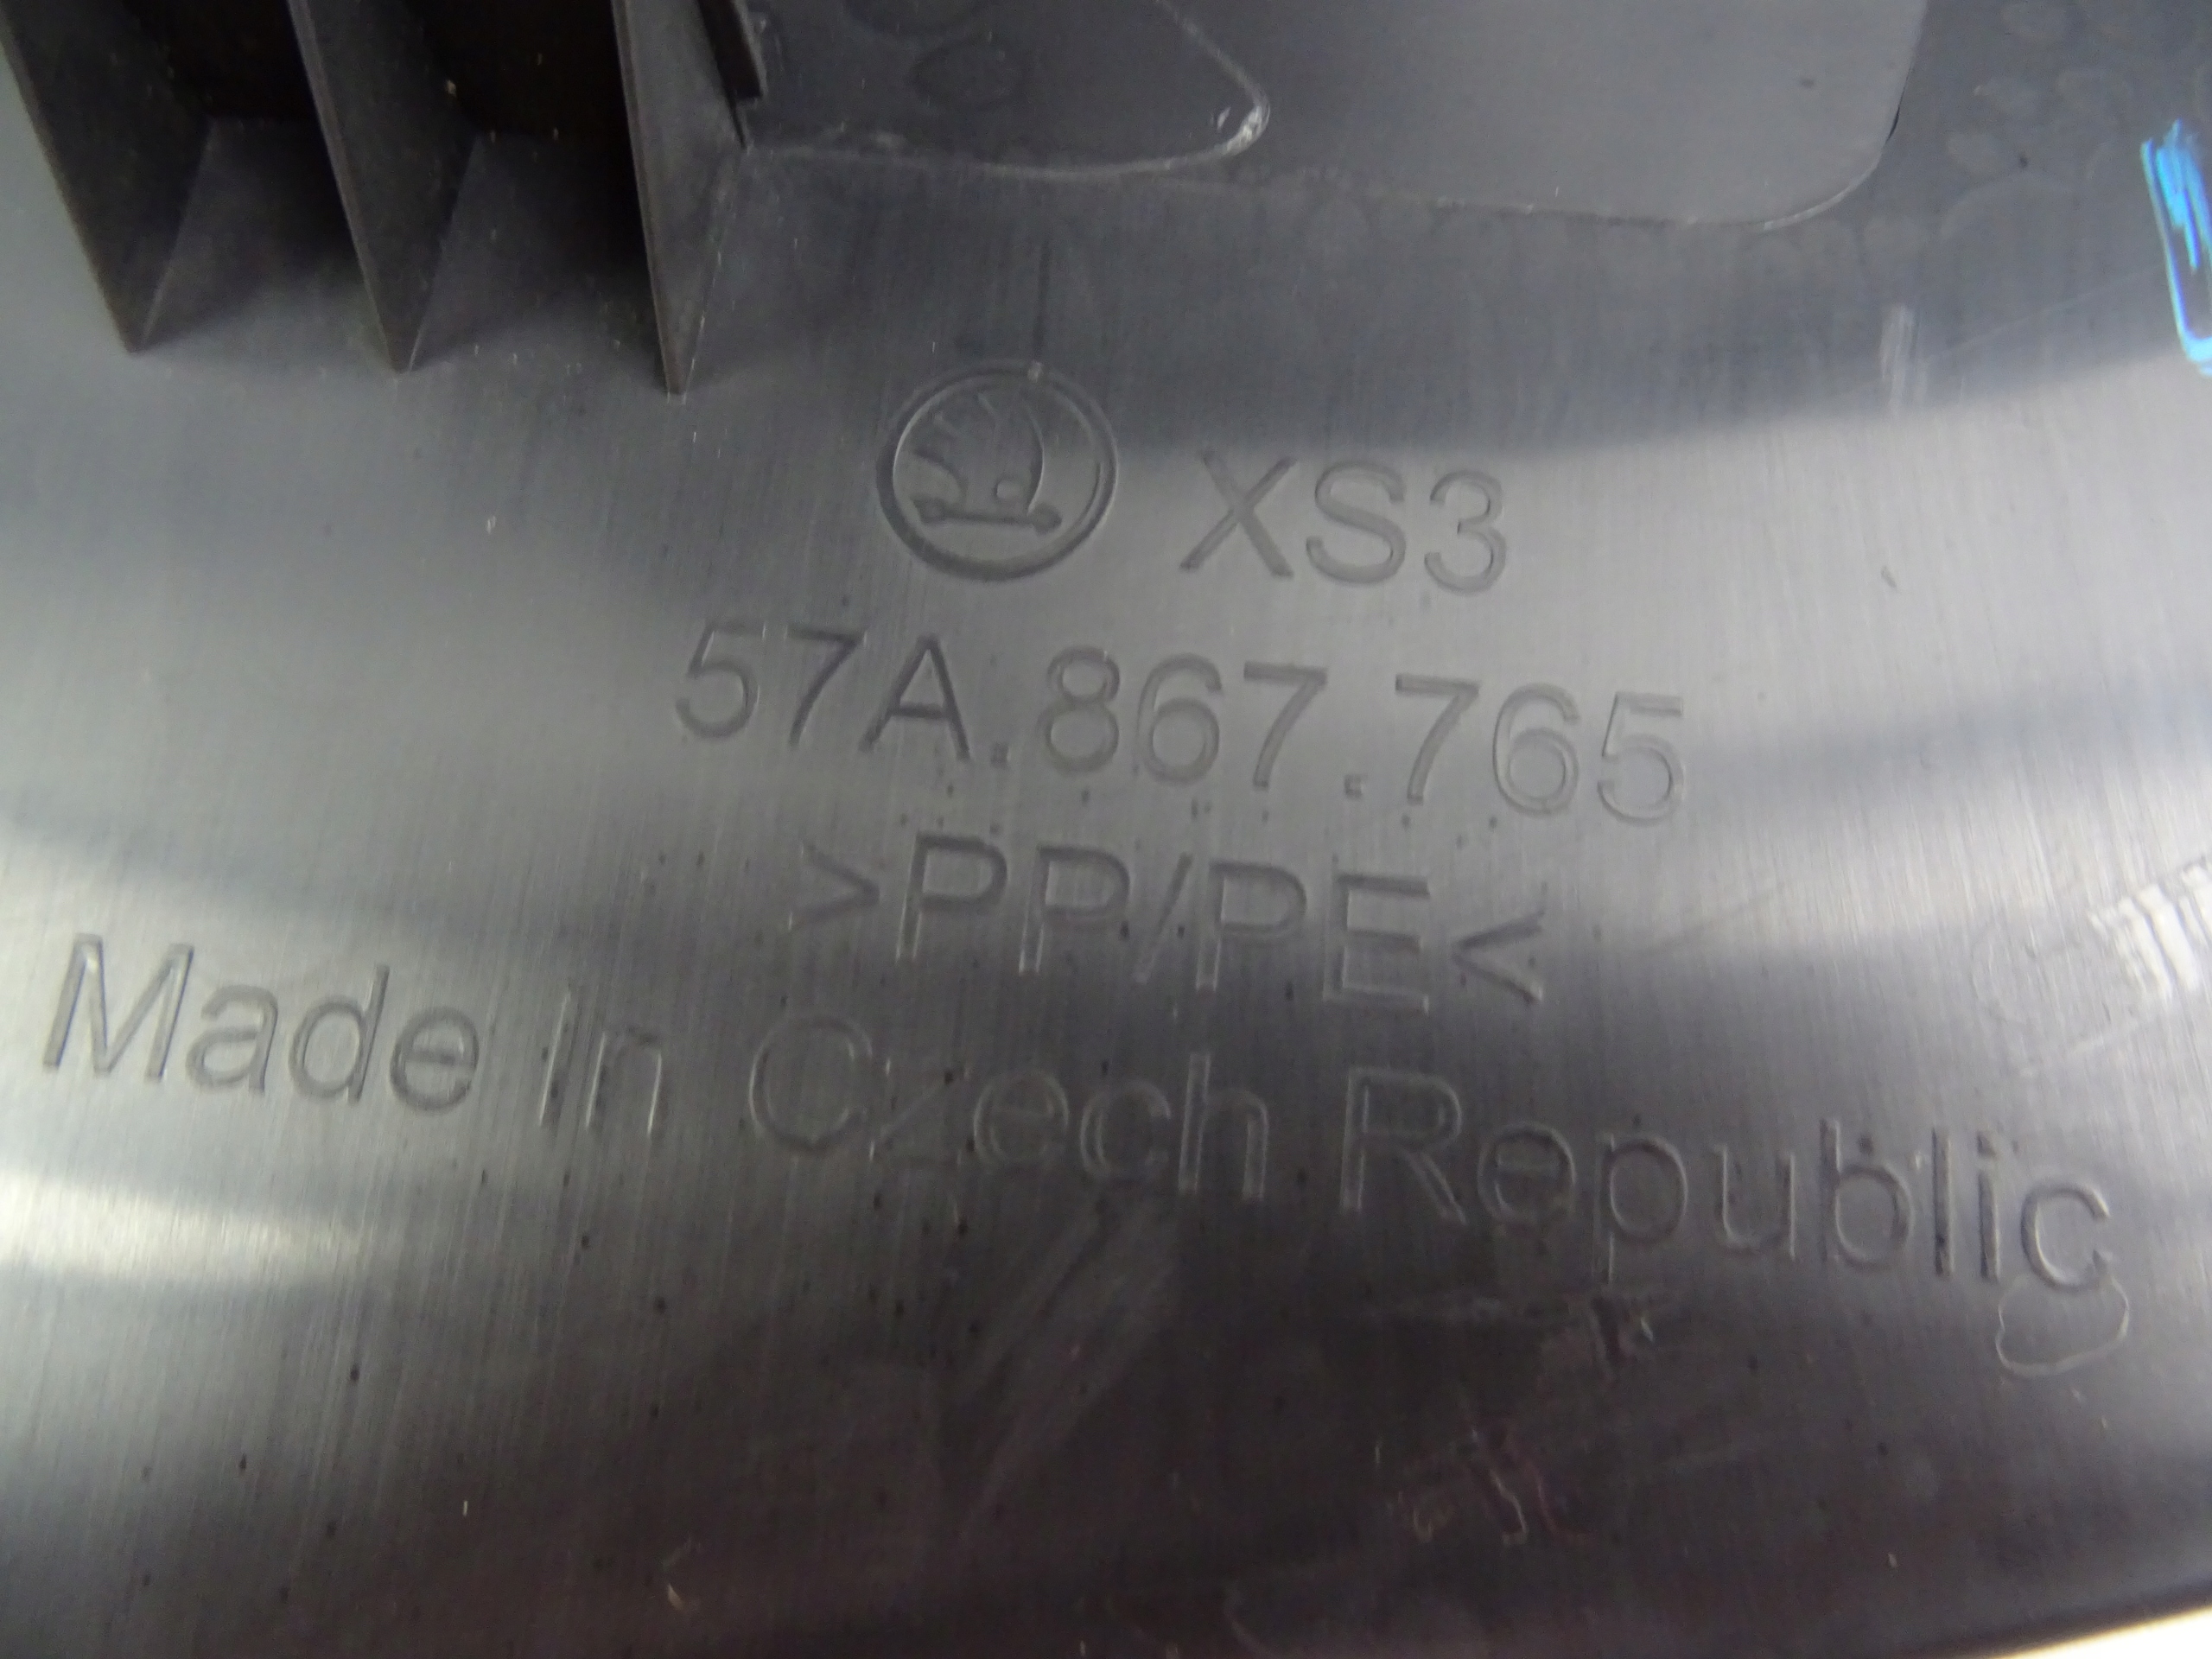 XS3
57A.867.765
>PP/PE<
Made In Czech Republic